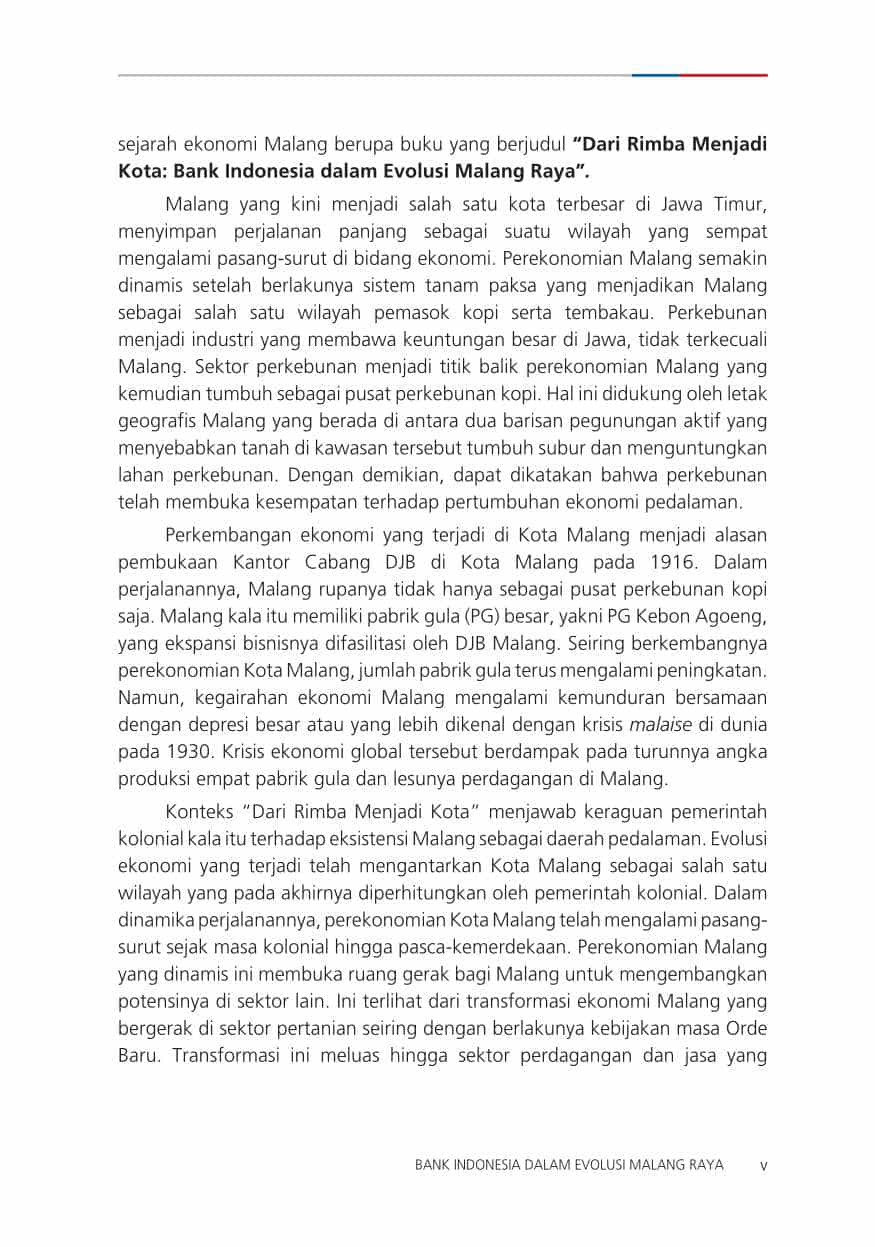 sejarah ekonomi Malang berupa buku yang berjudul “Dari Rimba Menjadi
Kota: Bank Indonesia dalam Evolusi Malang Raya”.
Malang yang kini menjadi salah satu kota terbesar di Jawa Timur,
menyimpan perjalanan panjang sebagai suatu wilayah yang sempat
mengalami pasang-surut di bidang ekonomi. Perekonomian Malang semakin
dinamis setelah berlakunya sistem tanam paksa yang menjadikan Malang
sebagai salah satu wilayah pemasok kopi serta tembakau. Perkebunan
menjadi industri yang membawa keuntungan besar di Jawa, tidak terkecuali
Malang. Sektor perkebunan menjadi titik balik perekonomian Malang yang
kemudian tumbuh sebagai pusat perkebunan kopi. Hal ini didukung oleh letak
geografis Malang yang berada di antara dua barisan pegunungan aktif yang
menyebabkan tanah di kawasan tersebut tumbuh subur dan menguntungkan
lahan perkebunan. Dengan demikian, dapat dikatakan bahwa perkebunan
telah membuka kesempatan terhadap pertumbuhan ekonomi pedalaman.
Perkembangan ekonomi yang terjadi di Kota Malang menjadi alasan
pembukaan Kantor Cabang DJB di Kota Malang pada 1916. Dalam
perjalanannya, Malang rupanya tidak hanya sebagai pusat perkebunan kopi
saja. Malang kala itu memiliki pabrik gula (PG) besar, yakni PG Kebon Agoeng,
yang ekspansi bisnisnya difasilitasi oleh DJB Malang. Seiring berkembangnya
perekonomian Kota Malang, jumlah pabrik gula terus mengalami peningkatan.
Namun, kegairahan ekonomi Malang mengalami kemunduran bersamaan
dengan depresi besar atau yang lebih dikenal dengan krisis malaise di dunia
pada 1930. Krisis ekonomi global tersebut berdampak pada turunnya angka
produksi empat pabrik gula dan lesunya perdagangan di Malang.
Konteks “Dari Rimba Menjadi Kota” menjawab keraguan pemerintah
kolonial kala itu terhadap eksistensi Malang sebagai daerah pedalaman. Evolusi
ekonomi yang terjadi telah mengantarkan Kota Malang sebagai salah satu
wilayah yang pada akhirnya diperhitungkan oleh pemerintah kolonial. Dalam
dinamika perjalanannya, perekonomian Kota Malang telah mengalami pasang-
surut sejak masa kolonial hingga pasca-kemerdekaan. Perekonomian Malang
yang dinamis ini membuka ruang gerak bagi Malang untuk mengembangkan
potensinya di sektor lain. Ini terlihat dari transformasi ekonomi Malang yang
bergerak di sektor pertanian seiring dengan berlakunya kebijakan masa Orde
Baru. Transformasi ini meluas hingga sektor perdagangan dan jasa yang
BANK INDONESIA DALAM EVOLUSI MALANG RAYA v